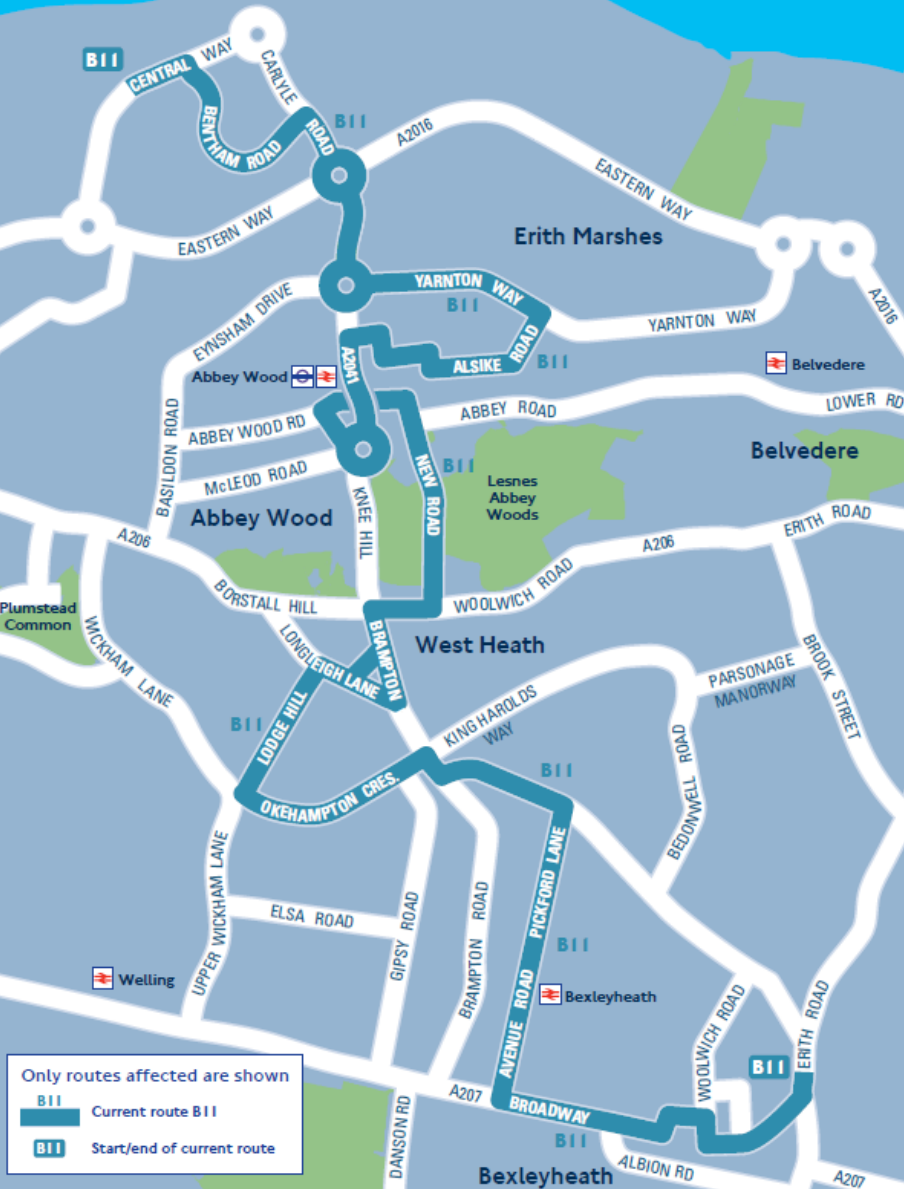 B11
CENTRAL
WAY
CARLYLE
ROAD
BENTHAM ROAD
B11
A2016
EASTERN WAY
EASTERN WAY
Erith Marshes
YARNTON WAY
B11
A2016
EYNSHAM DRIVE
YARNTON WAY
A2041
ALSIKE
ROAD
B11
Abbey Wood
Belvedere
BASILDON ROAD
ABBEY WOOD RD
ABBEY ROAD
LOWER RD
McLEOD ROAD
NEW ROAD
B11
Belvedere
Lesnes
Abbey
Woods
KNEE HILL
Abbey Wood
ERITH ROAD
A206
A206
BORSTALL HILL
WOOLWICH ROAD
Plumstead
Common
WICKHAM LANE
LONGLEIGH LANE
BRAMPTON
West Heath
BROOK STREET
PARSONAGE
MANORWAY
B11
LODGE HILL
KING HAROLDS
WAY
BEDONWELL ROAD
OKEHAMPTON CRES.
B11
PICKFORD LANE
UPPER WICKHAM LANE
ELSA ROAD
GIPSY ROAD
BRAMPTON ROAD
B11
Welling
AVENUE ROAD
Bexleyheath
WOOLWICH ROAD
ERITH ROAD
B11
Only routes affected are shown
B11
Current route B11
B11
Start/end of current route
A207
BROADWAY
B11
DANSON RD
ALBION RD
Bexleyheath
A207